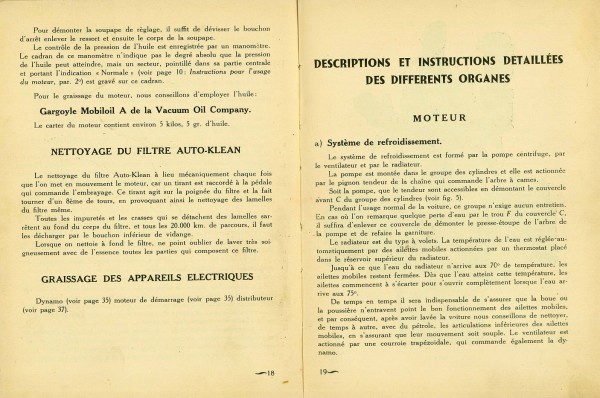 Pour démonter la soupape de réglage, il suffit de dévisser le bouchon
d'arrêt enlever le ressort et ensuite le corps de la soupape.
Le contrôle de la pression de l'huile est enregistrée par un manomètre.
Le cadran de ce manomètre n'indique pas le degré absolu que la pression
de l'huile peut atteindre, mais un secteur, pointillé dans sa partie centrale
et portant l'indication « Normale » (voir page 10: Instructions pour l'usage
du moteur, par. 2º) est gravé sur ce cadran.
Pour le graissage du moteur, nous conseillons d'employer l'huile:
Gargoyle Mobiloil A de la Vacuum Oil Company.
Le carter du moteur contient environ 5 kilos, 5 gr. d'huile.
NETTOYAGE DU FILTRE AUTO-KLEAN
Le nettoyage du filtre Auto-Klean à lieu mécaniquement chaque fois
que l'on met en mouvement le moteur, car un tirant est raccordé à la pédale
qui commande l'embrayage. Ce tirant agit sur la poignée du filtre et la fait
tourner d'un 8ème de tours, en provoquant ainsi le nettoyage des lamelles
du filtre même.
Toutes les impuretés et les crasses qui se détachent des lamelles s'ar-
rêtent au fond du corps du filtre, et tous les 20.000 km. de parcours, il faut
les décharger par le bouchon inférieur de vidange.
Lorsque on nettoie à fond le filtre, ne point oublier de laver très soi
gneusement avec de l'essence toutes les parties qui composent ce filtre.
GRAISSAGE DES APPAREILS ELECTRIQUES
Dynamo (voir page 35) moteur de démarrage (voir page 35) distributeur
(voir page 37).
18
DESCRIPTIONS ET INSTRUCTIONS DETAILLÉES
DES DIFFERENTS ORGANES
MOTEUR
a) Système de refroidissement.
Le système de refroidissement est formé par la pompe centrifuge, par
le ventilateur et par le radiateur.
La pompe est montée dans le groupe des cylindres et elle est actionnée
par le pignon tendeur de la chaîne qui commande l'arbre à cames.
Soit la pompe, que le tendeur sont accessibles en démontant le couvercle
avant C du groupe des cylindres (voir fig. 5).
Pendant l'usage normal de la voiture, ce groupe n'exige aucun entretien.
En cas où l'on remarque quelque perte d'eau par le trou F du couvercle C,
il suffira d'enlever ce couvercle de démonter le presse-étoupe de l'arbre de
la pompe et de refaire la garniture.
Le radiateur est du type à volets. La température de l'eau est réglée au-
tomatiquement par des ailettes mobiles actionnées par un thermostat placé
dans le réservoir supérieur du radiateur.
Jusqu'à ce que l'eau du radiateur n'arrive aux 70º de température, les
ailettes mobiles restent fermées. Dès que l'eau atteint cette température, les
ailettes commencent à s'écarter pour s'ouvrir complètement lorsque l'eau ar-
rive aux 75º.
De temps en temps il sera indispensable de s'assurer que la boue ou
la poussière n'entravent point le bon fonctionnement des ailettes mobiles,
et par conséquent, après avoir lavée la voiture nous conseillons de nettoyer,
de temps à autre, avec du pétrole, les articulations inférieures des ailettes
mobiles, en s'assurant que leur mouvement soit souple. Le ventilateur est
actionné par une courroie trapézoïdale, qui commande également la dy-
namo.
19